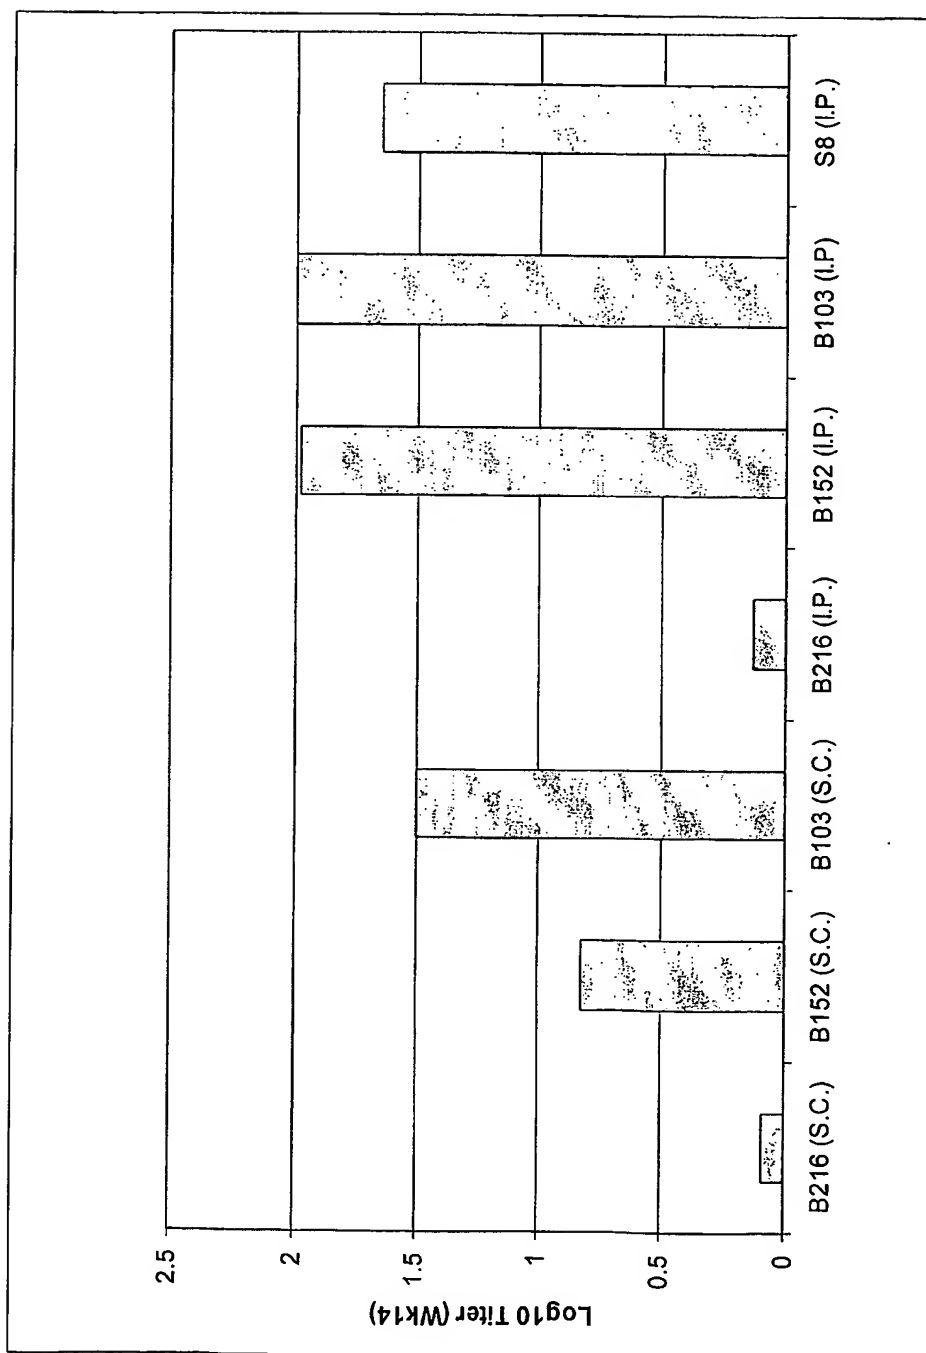 Log10 Titer (Wk14)
2.5
2
1.5
1
0.5
0
B216 (S.C.)
B152 (S.C.)
B103 (S.C.)
B216 (I.P.)
B152 (I.P.)
B103 (I.P)
S8 (I.P.)